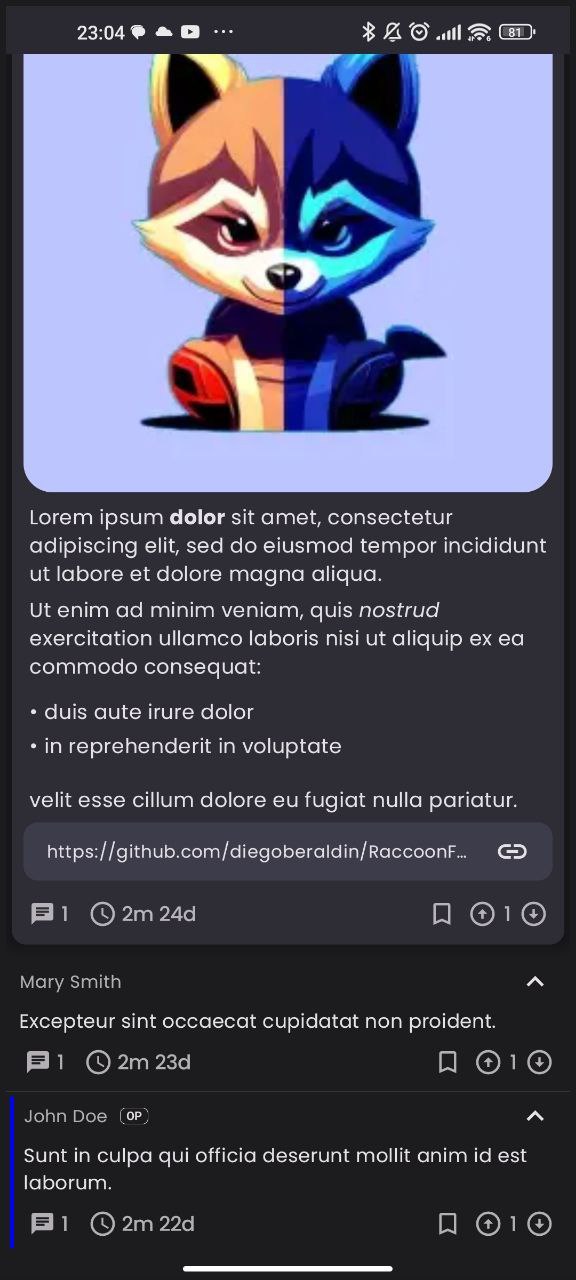 23:04 81
Lorem ipsum dolor sit amet, consectetur
adipiscing elit, sed do eiusmod tempor incididunt
ut labore et dolore magna aliqua.
Ut enim ad minim veniam, quis nostrud
exercitation ullamco laboris nisi ut aliquip ex ea
commodo consequat:
• duis aute irure dolor
• in reprehenderit in voluptate
velit esse cillum dolore eu fugiat nulla pariatur.
https://github.com/diegoberaldin/RaccoonF…
1 2m 24d 1
Mary Smith
Excepteur sint occaecat cupidatat non proident.
1 2m 23d 1
John Doe OP
Sunt in culpa qui officia deserunt mollit anim id est
laborum.
1 2m 22d 1